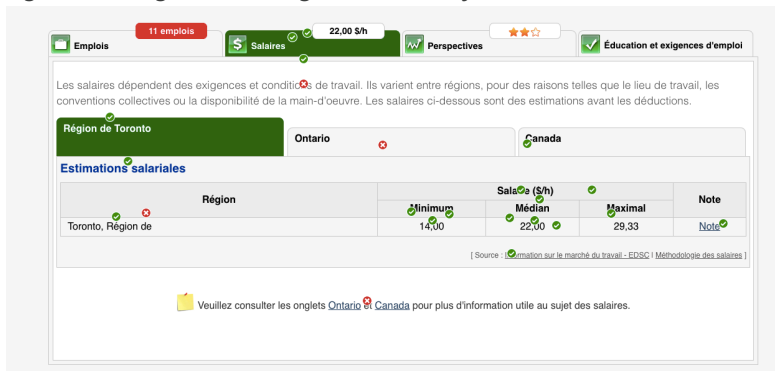 11 emplois
22,00 $/h
Emplois
Salaires
Perspectives
Éducation et exigences d'emploi
Les salaires dépendent des exigences et conditions de travail. Ils varient entre régions, pour des raisons telles que le lieu de travail, les
conventions collectives ou la disponibilité de la main-d'oeuvre. Les salaires ci-dessous sont des estimations avant les déductions.
Région de Toronto
Ontario
Canada
Estimations salariales
Région
Salaire ($/h)
Note
Minimum
Médian
Maximal
Toronto, Région de
14,00
22,00
29,33
Note
[ Source : Information sur le marché du travail - EDSC I Méthodologie des salaires ]
Veuillez consulter les onglets Ontario et Canada pour plus d'information utile au sujet des salaires.